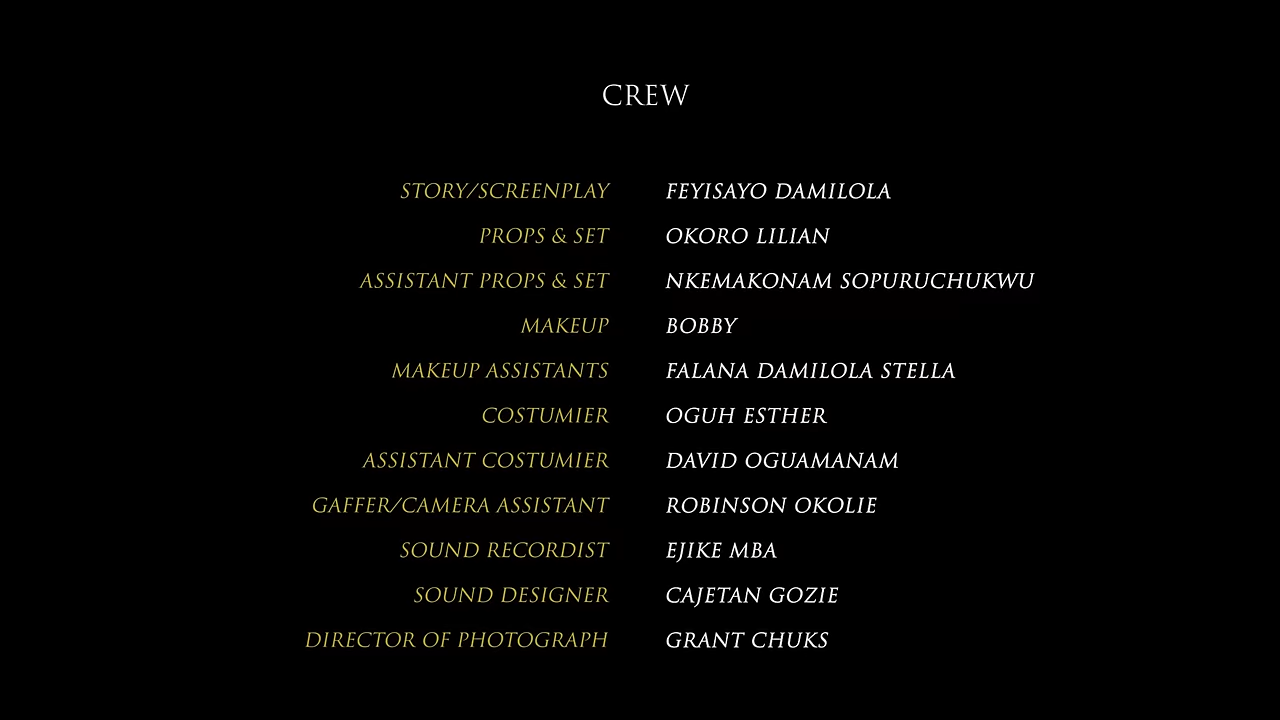 CREW
STORY/SCREENPLAY FEYISAYO DAMILOLA
PROPS & SET OKORO LILIAN
ASSISTANT PROPS & SET NKEMAKONAM SOPURUCHUKWU
MAKEUP BOBBY
MAKEUP ASSISTANTS FALANA DAMILOLA STELLA
COSTUMIER OGUH ESTHER
ASSISTANT COSTUMIER DAVID OGUAMANAM
GAFFER/CAMERA ASSISTANT ROBINSON OKOLIE
SOUND RECORDIST EJIKE MBA
SOUND DESIGNER CAJETAN GOZIE
DIRECTOR OF PHOTOGRAPH GRANT CHUKS